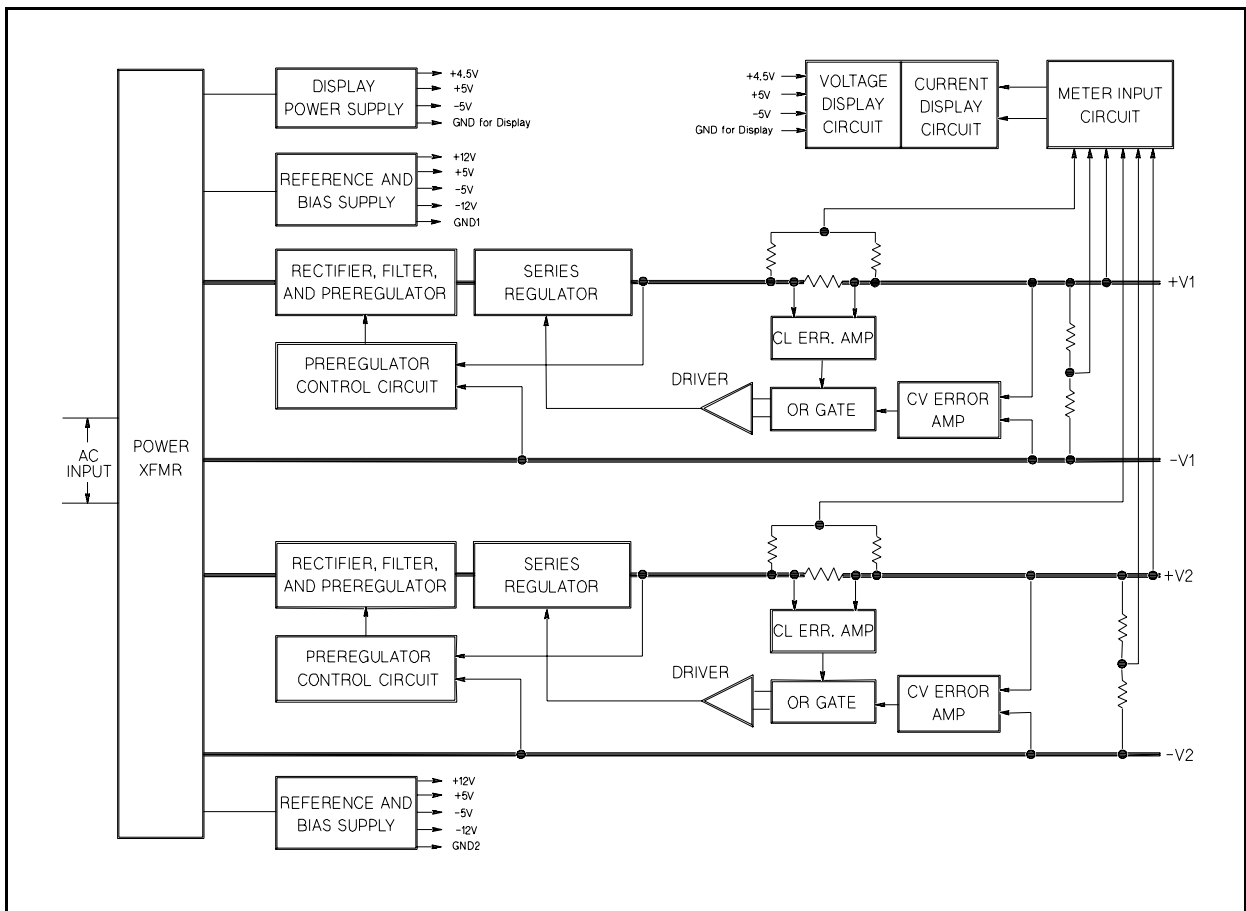 DISPLAY
POWER SUPPLY
+4.5V
+5V
-5V
GND for Display
+4.5V
+5V
-5V
GND for Display
VOLTAGE
DISPLAY
CIRCUIT
CURRENT
DISPLAY
CIRCUIT
METER INPUT
CIRCUIT
REFERENCE AND
BIAS SUPPLY
+12V
+5V
-5V
-12V
GND1
RECTIFIER, FILTER,
AND PREREGULATOR
SERIES
REGULATOR
+V1
CL ERR. AMP
PREREGULATOR
CONTROL CIRCUIT
DRIVER
OR GATE
CV ERROR
AMP
AC
INPUT
POWER
XFMR
-V1
RECTIFIER, FILTER,
AND PREREGULATOR
SERIES
REGULATOR
+V2
CL ERR. AMP
PREREGULATOR
CONTROL CIRCUIT
DRIVER
OR GATE
CV ERROR
AMP
-V2
REFERENCE AND
BIAS SUPPLY
+12V
+5V
-5V
-12V
GND2